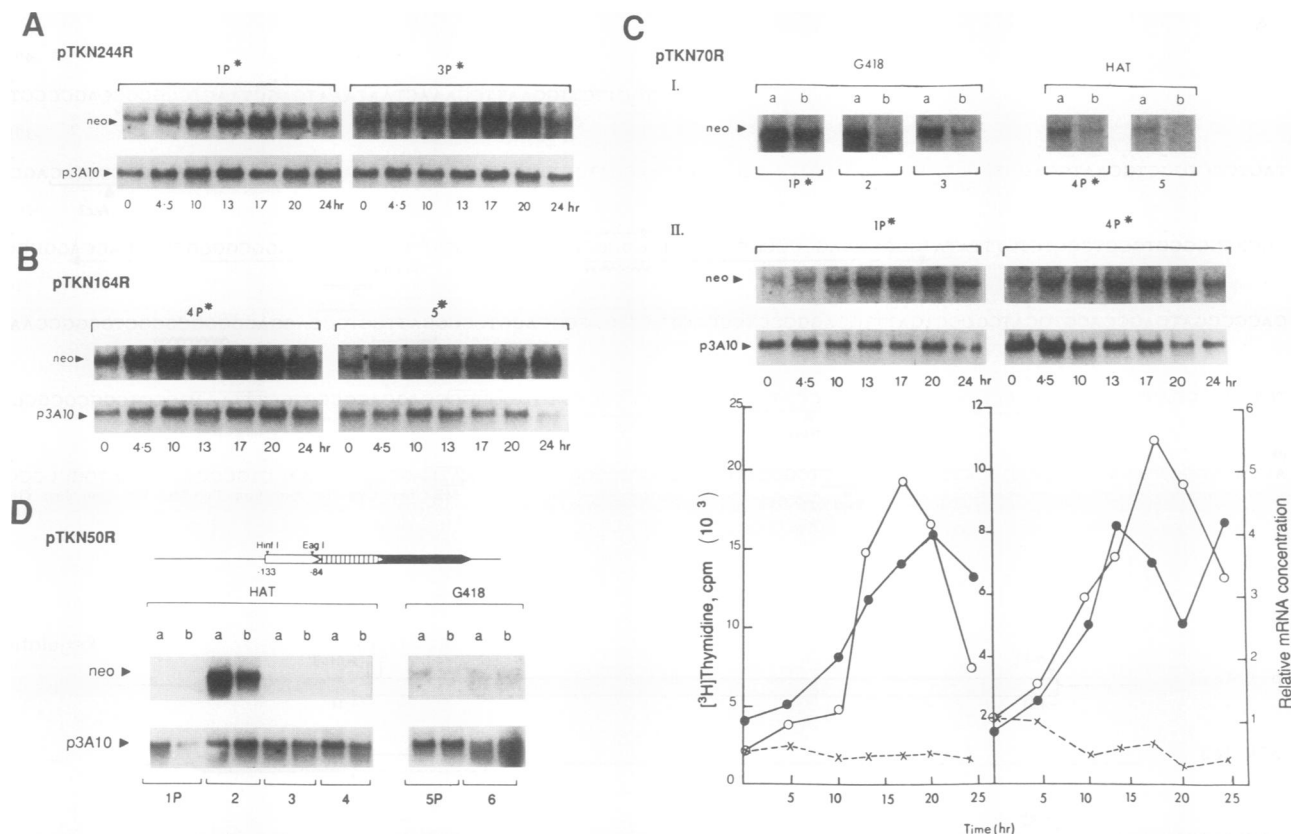 A
pTKN244R
1P*
3P*
neo
p3A10
0 4·5 10 13 17 20 24 hr
0 4·5 10 13 17 20 24 hr
B
pTKN164R
4P*
5*
neo
p3A10
0 4·5 10 13 17 20 24 hr
0 4·5 10 13 17 20 24 hr
D
pTKN50R
Hinf I Eag I
-133 -84
HAT
G418
a b a b a b a b
a b a b
neo
p3A10
1P 2 3 4
5P 6
C
pTKN70R
G418
HAT
I.
a b a b a b
a b a b
neo
1P* 2 3
4P* 5
II.
1P*
4P*
neo
p3A10
0 4·5 10 13 17 20 24
0 4·5 10 13 17 20 24 hr
[³H]Thymidine, cpm (10³)
25
20
15
10
5
0
12
10
8
6
4
2
6
5
4
3
2
1
Relative mRNA concentration
5 10 15 20 25
5 10 15 20 25
Time (hr)